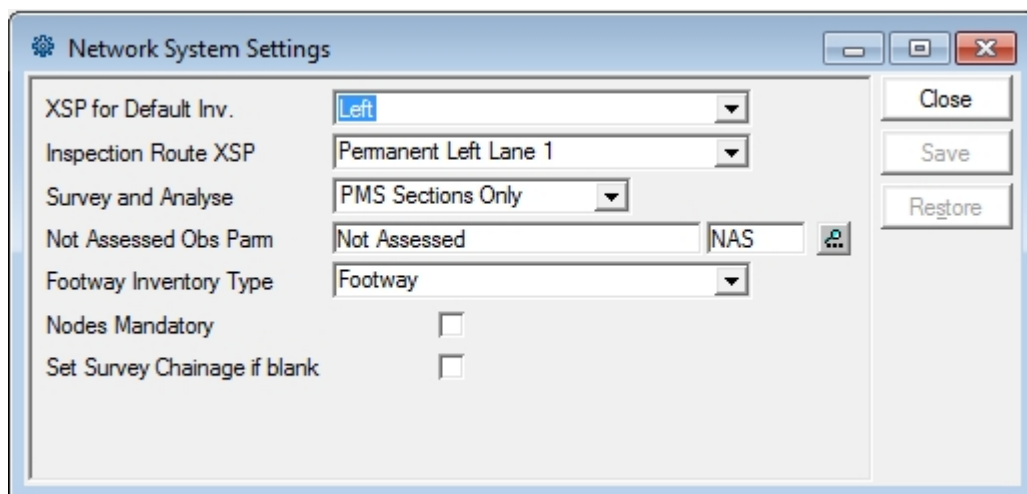 Network System Settings
XSP for Default Inv. Left
Inspection Route XSP Permanent Left Lane 1
Survey and Analyse PMS Sections Only
Not Assessed Obs Parm Not Assessed NAS
Footway Inventory Type Footway
Nodes Mandatory
Set Survey Chainage if blank
Close
Save
Restore